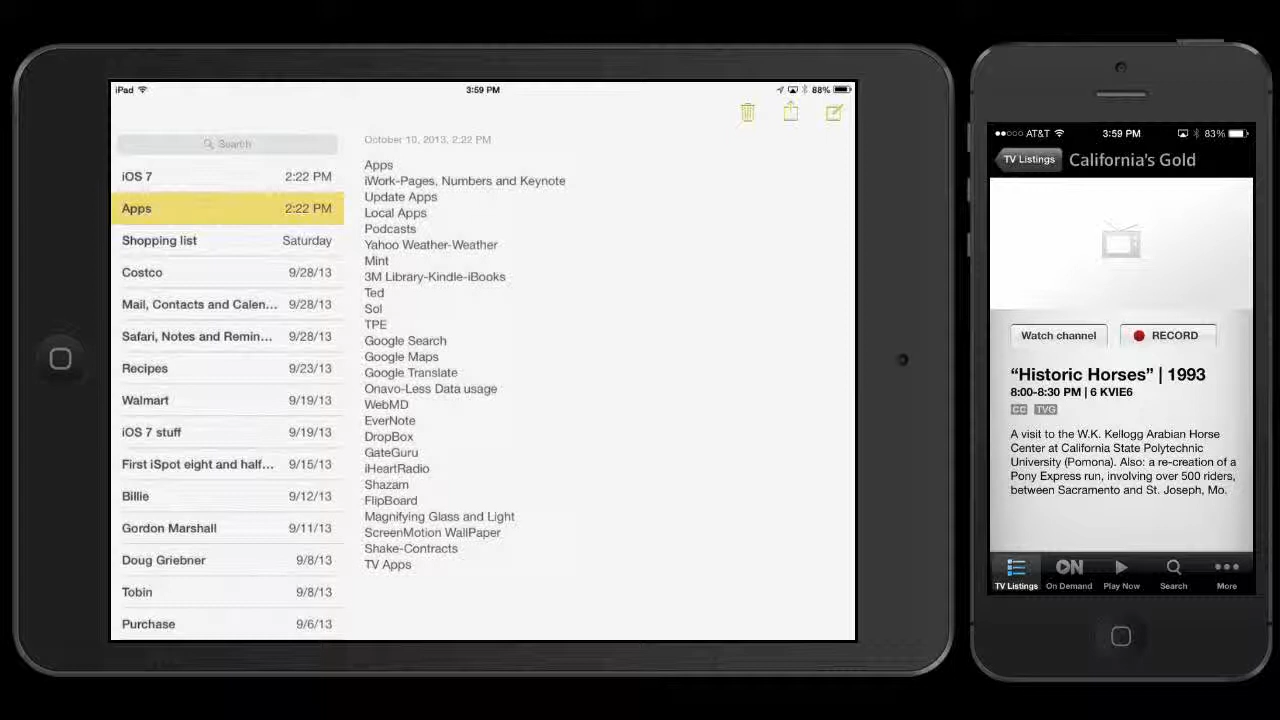 iPad
3:59 PM
88%
Search
iOS 7 2:22 PM
Apps 2:22 PM
Shopping list Saturday
Costco 9/28/13
Mail, Contacts and Calen... 9/28/13
Safari, Notes and Remin... 9/28/13
Recipes 9/23/13
Walmart 9/19/13
iOS 7 stuff 9/19/13
First iSpot eight and half... 9/15/13
Billie 9/12/13
Gordon Marshall 9/11/13
Doug Griebner 9/8/13
Tobin 9/8/13
Purchase 9/6/13
October 10, 2013, 2:22 PM
Apps
iWork-Pages, Numbers and Keynote
Update Apps
Local Apps
Podcasts
Yahoo Weather-Weather
Mint
3M Library-Kindle-iBooks
Ted
Sol
TPE
Google Search
Google Maps
Google Translate
Onavo-Less Data usage
WebMD
EverNote
DropBox
GateGuru
iHeartRadio
Shazam
FlipBoard
Magnifying Glass and Light
ScreenMotion WallPaper
Shake-Contracts
TV Apps
AT&T 3:59 PM 83%
TV Listings California's Gold
Watch channel RECORD
“Historic Horses” | 1993
8:00-8:30 PM | 6 KVIE6
CC TVG
A visit to the W.K. Kellogg Arabian Horse
Center at California State Polytechnic
University (Pomona). Also: a re-creation of a
Pony Express run, involving over 500 riders,
between Sacramento and St. Joseph, Mo.
ON
TV Listings On Demand Play Now Search More